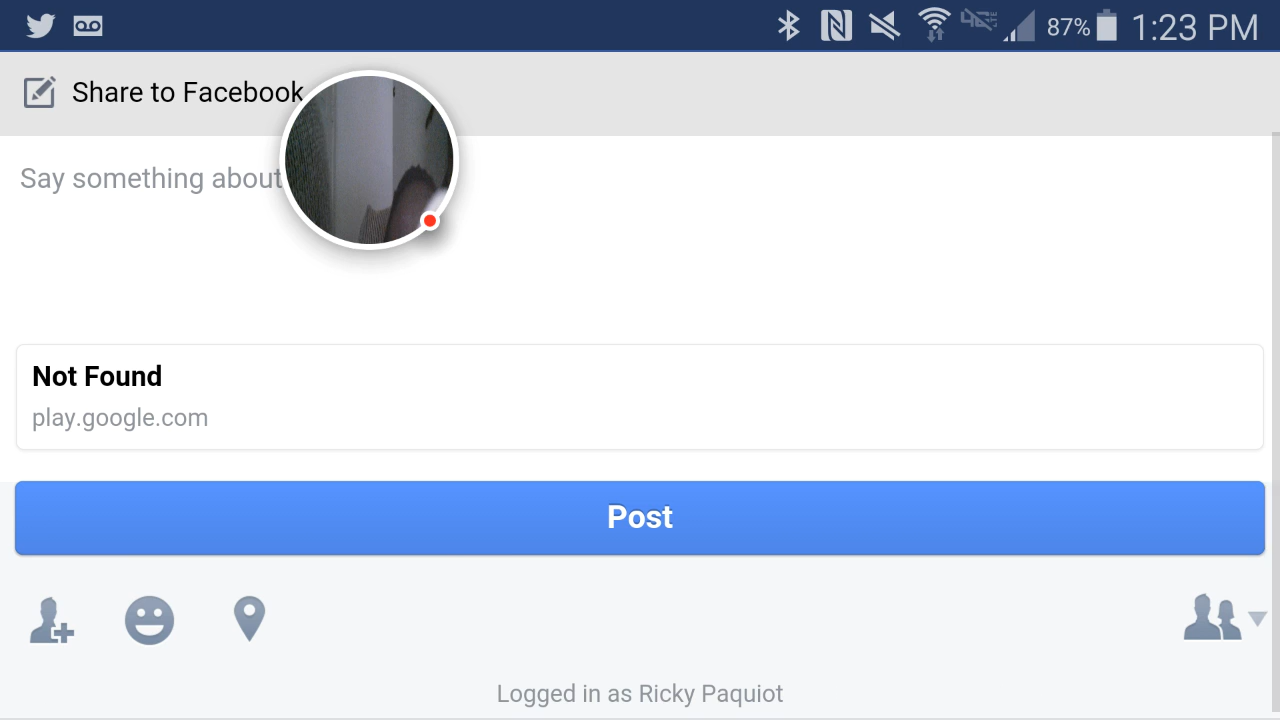 87% 1:23 PM
Share to Facebook
Say something about
Not Found
play.google.com
Post
Logged in as Ricky Paquiot